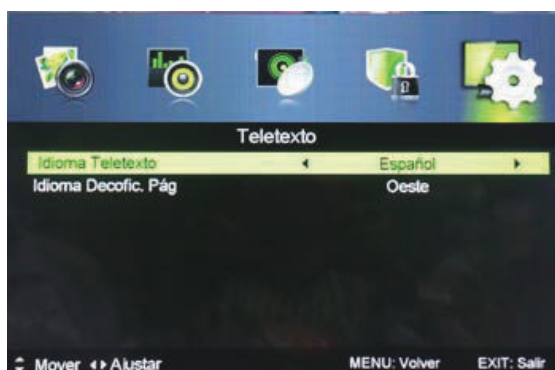 Teletexto
Idioma Teletexto Español
Idioma Decofic. Pág Oeste
Mover Ajustar MENU: Volver EXIT: Salir